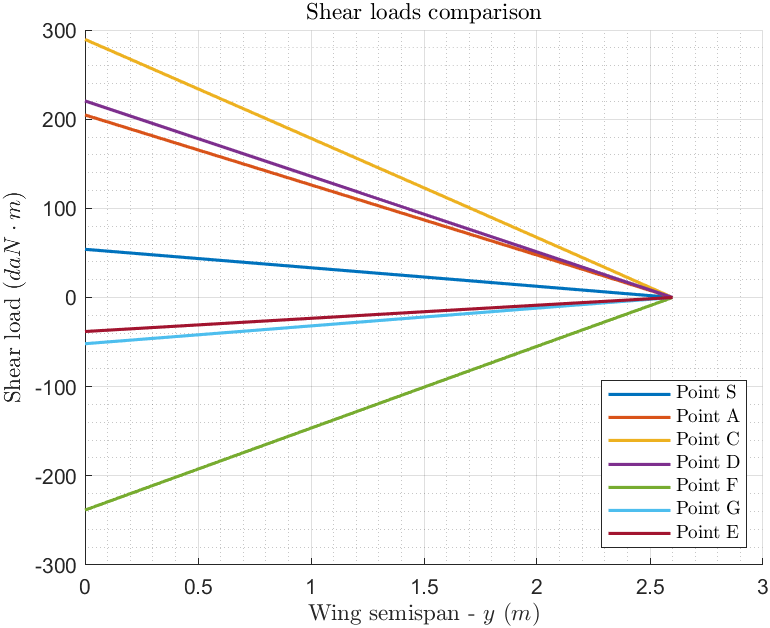 Shear loads comparison
300
200
100
0
-100
-200
-300
Shear load (daN · m)
0
0.5
1
1.5
2
2.5
3
Wing semispan - y (m)
Point S
Point A
Point C
Point D
Point F
Point G
Point E